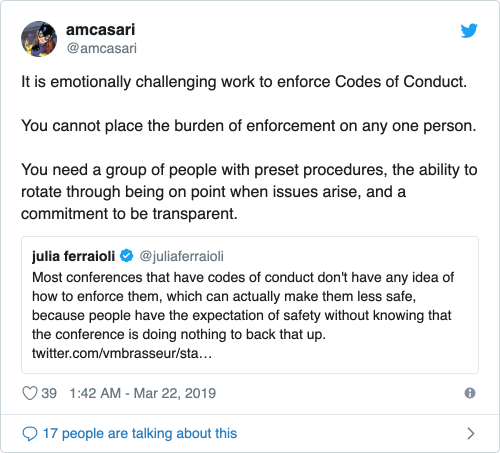 amcasari
@amcasari
It is emotionally challenging work to enforce Codes of Conduct.
You cannot place the burden of enforcement on any one person.
You need a group of people with preset procedures, the ability to
rotate through being on point when issues arise, and a
commitment to be transparent.
julia ferraioli @juliaferraioli
Most conferences that have codes of conduct don't have any idea of
how to enforce them, which can actually make them less safe,
because people have the expectation of safety without knowing that
the conference is doing nothing to back that up.
twitter.com/vmbrasseur/sta…
39 1:42 AM - Mar 22, 2019
17 people are talking about this